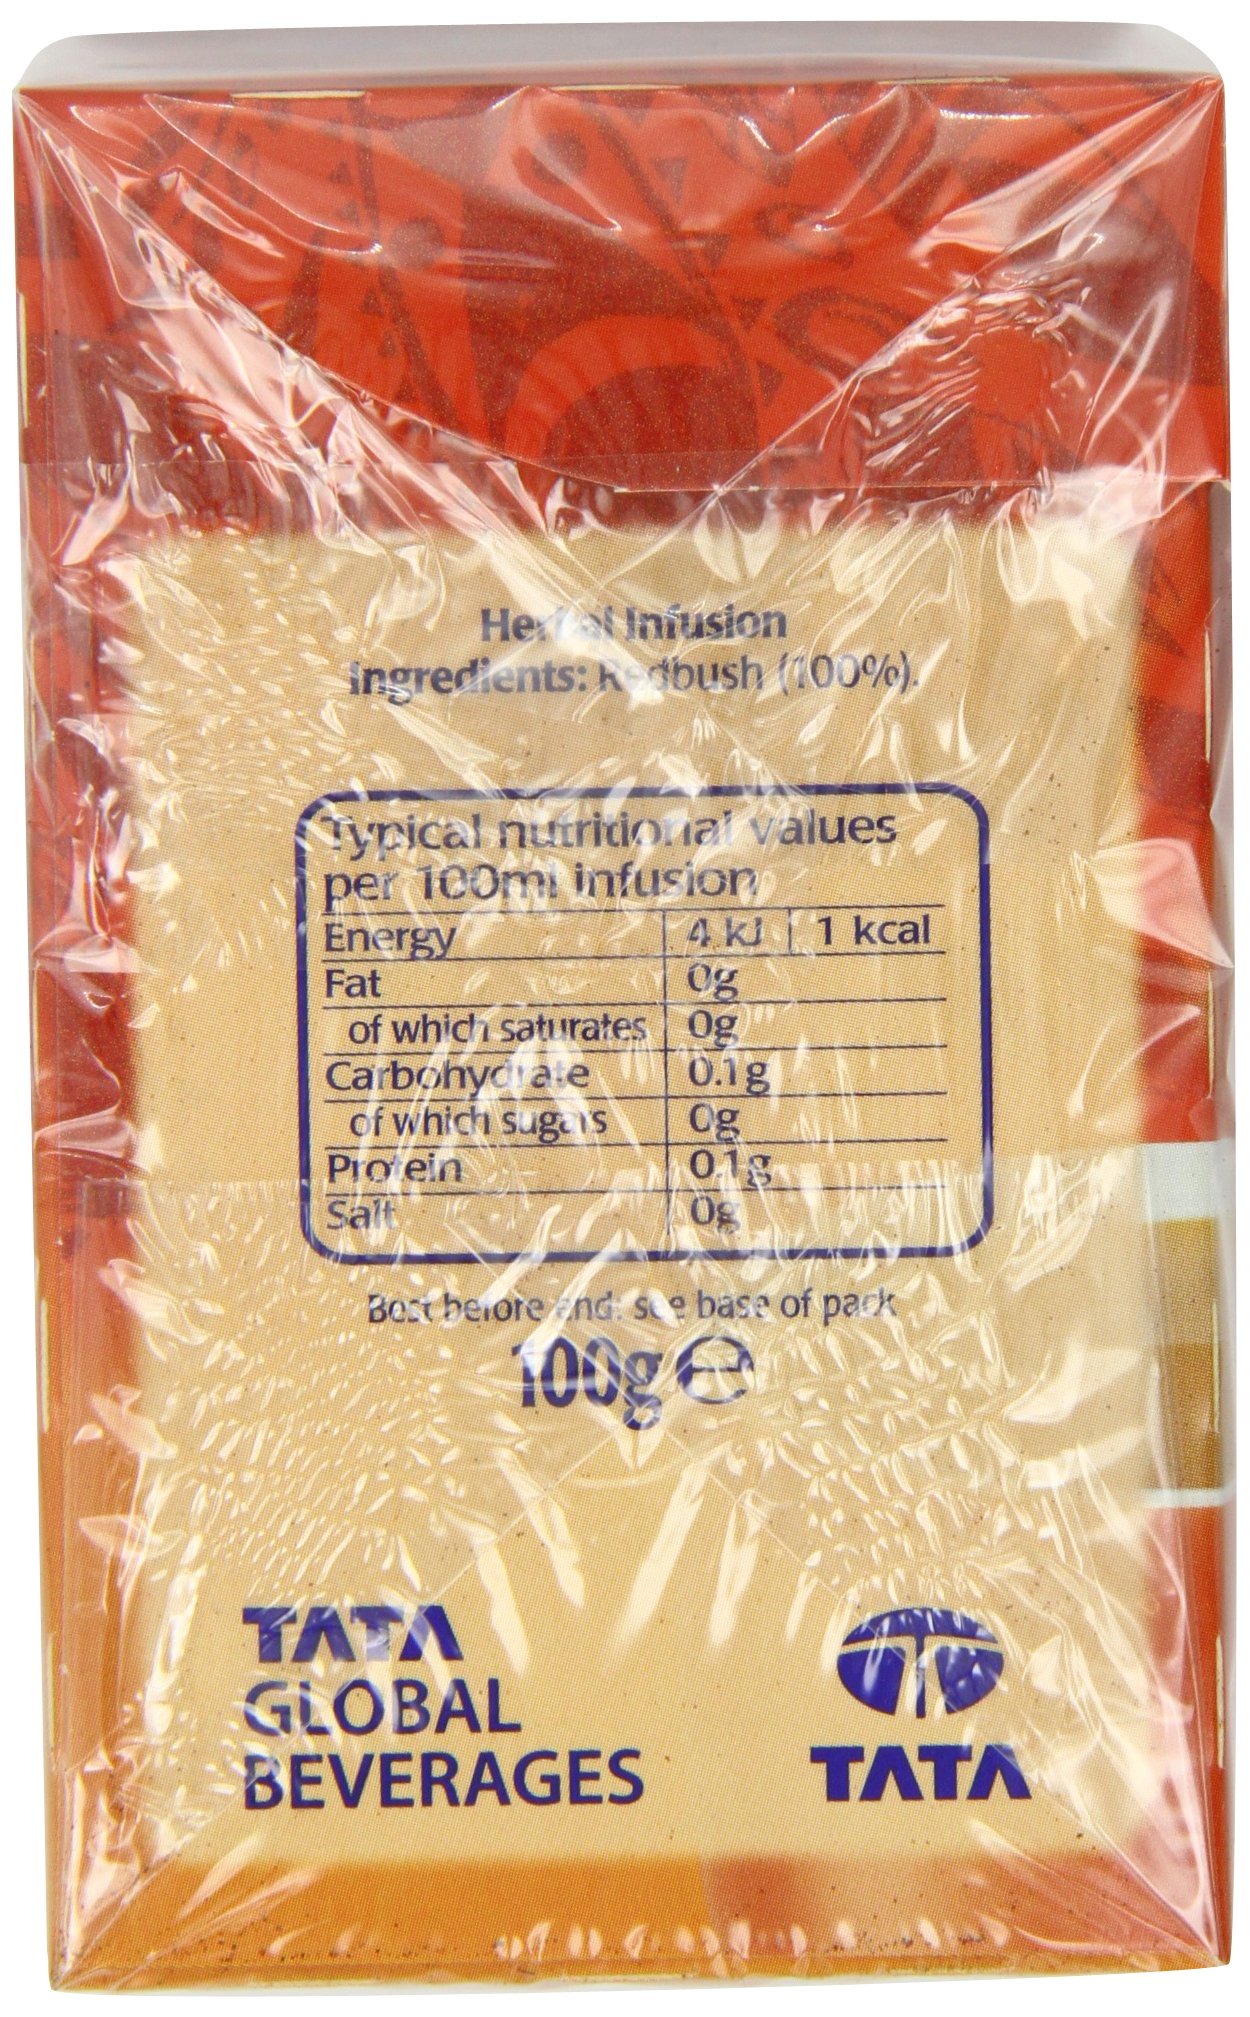 Herbal Infusion
Ingredients: Redbush (100%).
Typical nutritional values
per 100ml infusion
Energy 4 kJ 1 kcal
Fat 0g
of which saturates 0g
Carbohydrate 0.1g
of which sugars 0g
Protein 0.1g
Salt 0g
Best before end: see base of pack
100g ℮
TATA
GLOBAL
BEVERAGES
TATA